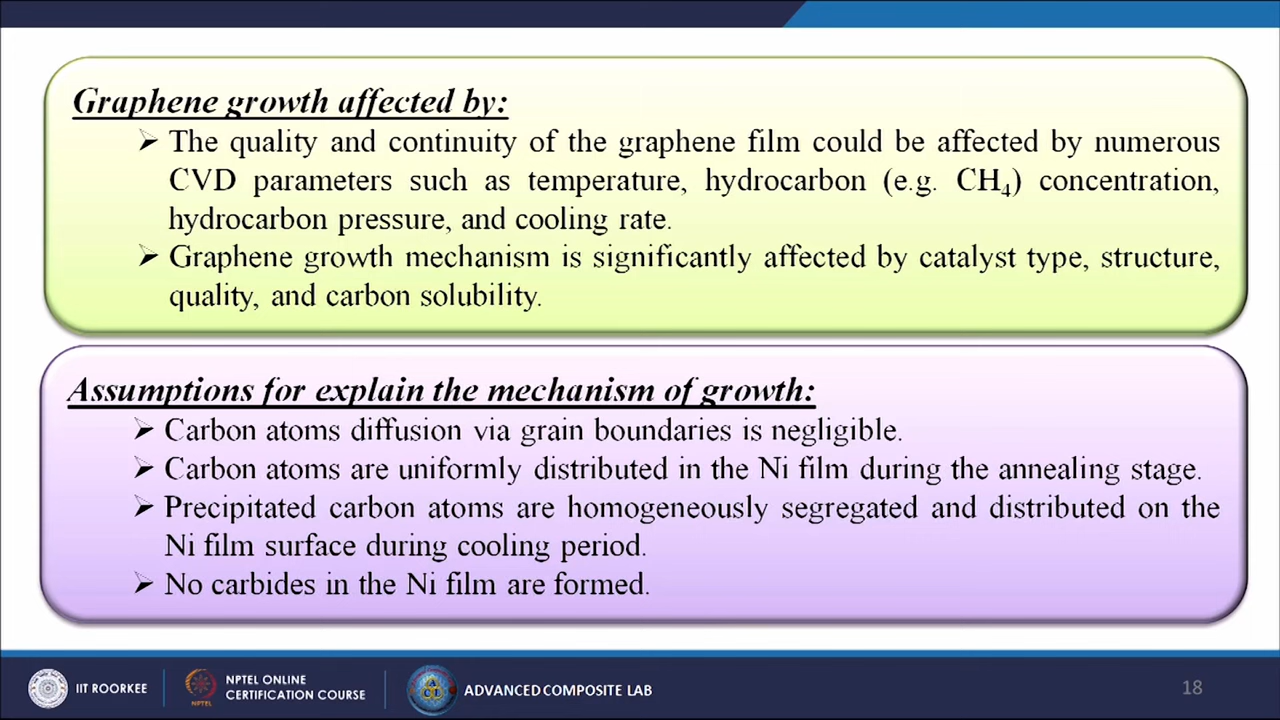 Graphene growth affected by:
➢ The quality and continuity of the graphene film could be affected by numerous
CVD parameters such as temperature, hydrocarbon (e.g. CH₄) concentration,
hydrocarbon pressure, and cooling rate.
➢ Graphene growth mechanism is significantly affected by catalyst type, structure,
quality, and carbon solubility.
Assumptions for explain the mechanism of growth:
➢ Carbon atoms diffusion via grain boundaries is negligible.
➢ Carbon atoms are uniformly distributed in the Ni film during the annealing stage.
➢ Precipitated carbon atoms are homogeneously segregated and distributed on the
Ni film surface during cooling period.
➢ No carbides in the Ni film are formed.
IIT ROORKEE
NPTEL
NPTEL ONLINE
CERTIFICATION COURSE
ADVANCED COMPOSITE LAB
18